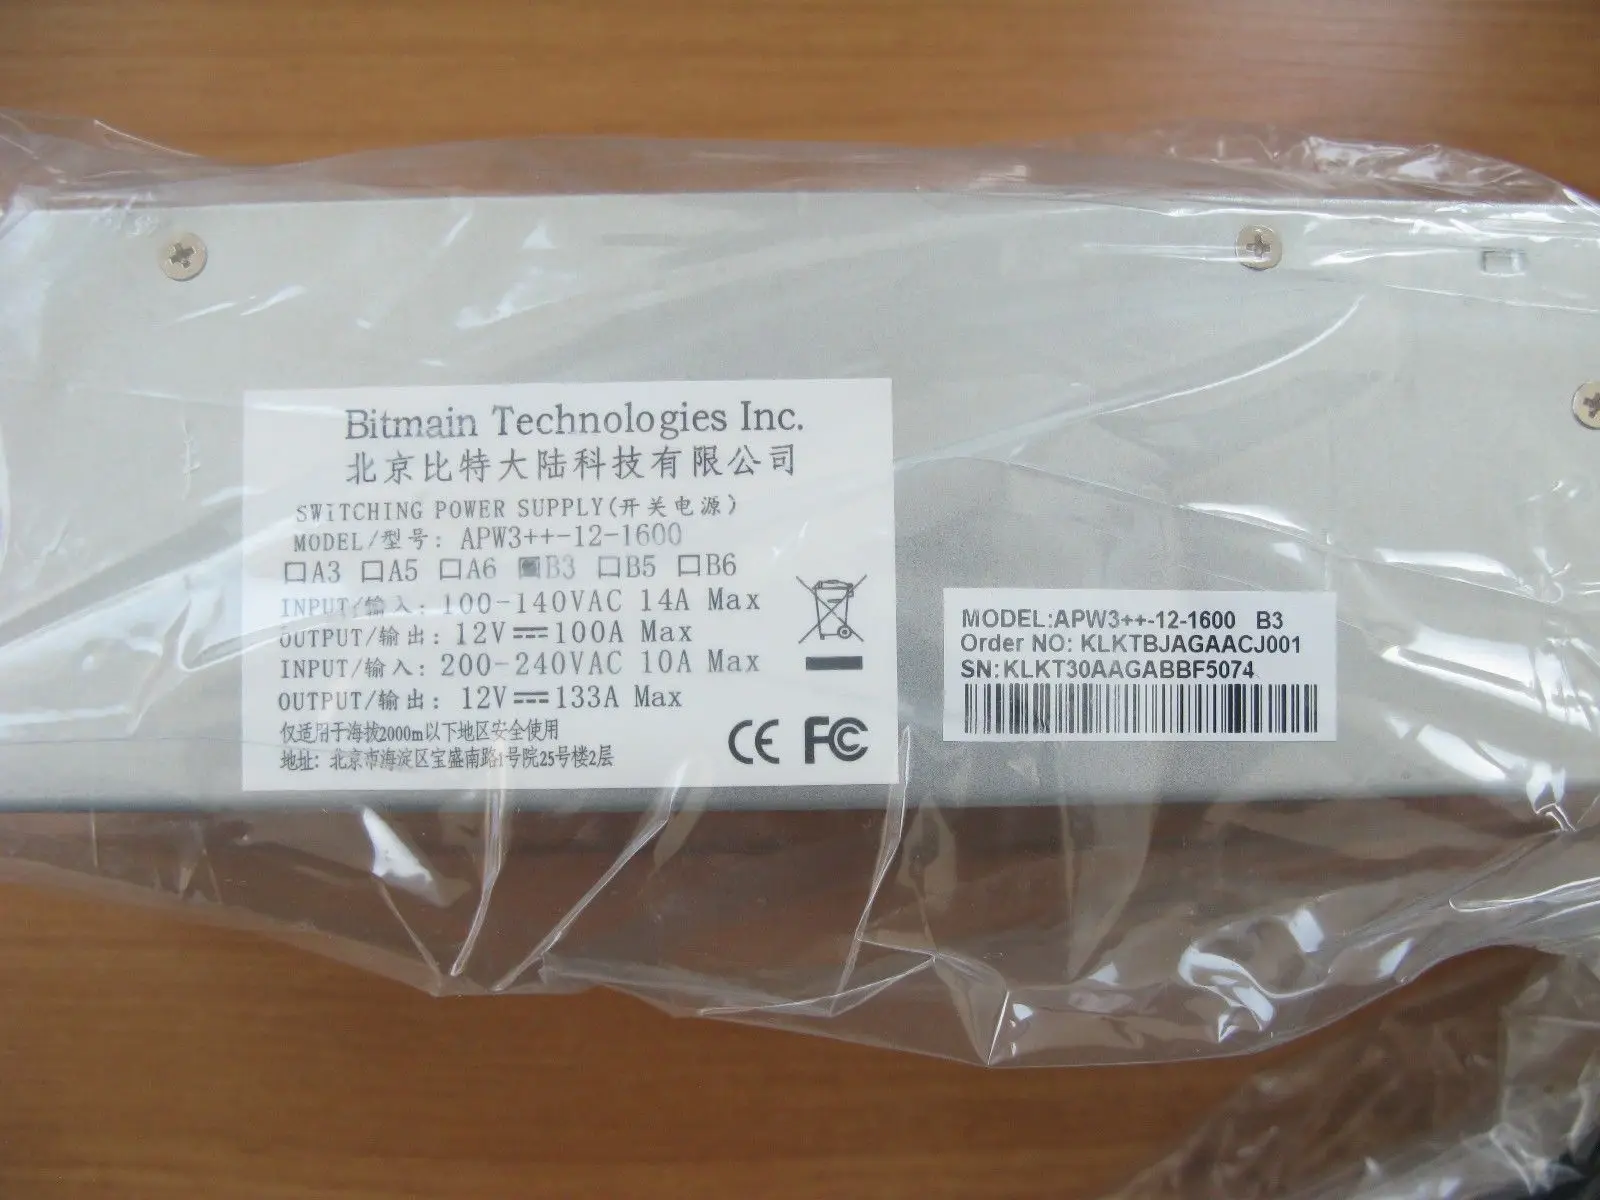 Bitmain Technologies Inc.
北京比特大陆科技有限公司
SWITCHING POWER SUPPLY(开关电源)
MODEL/型号: APW3++-12-1600
□A3 □A5 □A6 ■B3 □B5 □B6
INPUT/输入: 100-140VAC 14A Max
OUTPUT/输出: 12V⎓100A Max
INPUT/输入: 200-240VAC 10A Max
OUTPUT/输出: 12V⎓133A Max
仅适用于海拔2000m以下地区安全使用
地址: 北京市海淀区宝盛南路1号院25号楼2层
CE FC
MODEL:APW3++-12-1600 B3
Order NO: KLKTBJAGAACJ001
SN:KLKT30AAGABBF5074